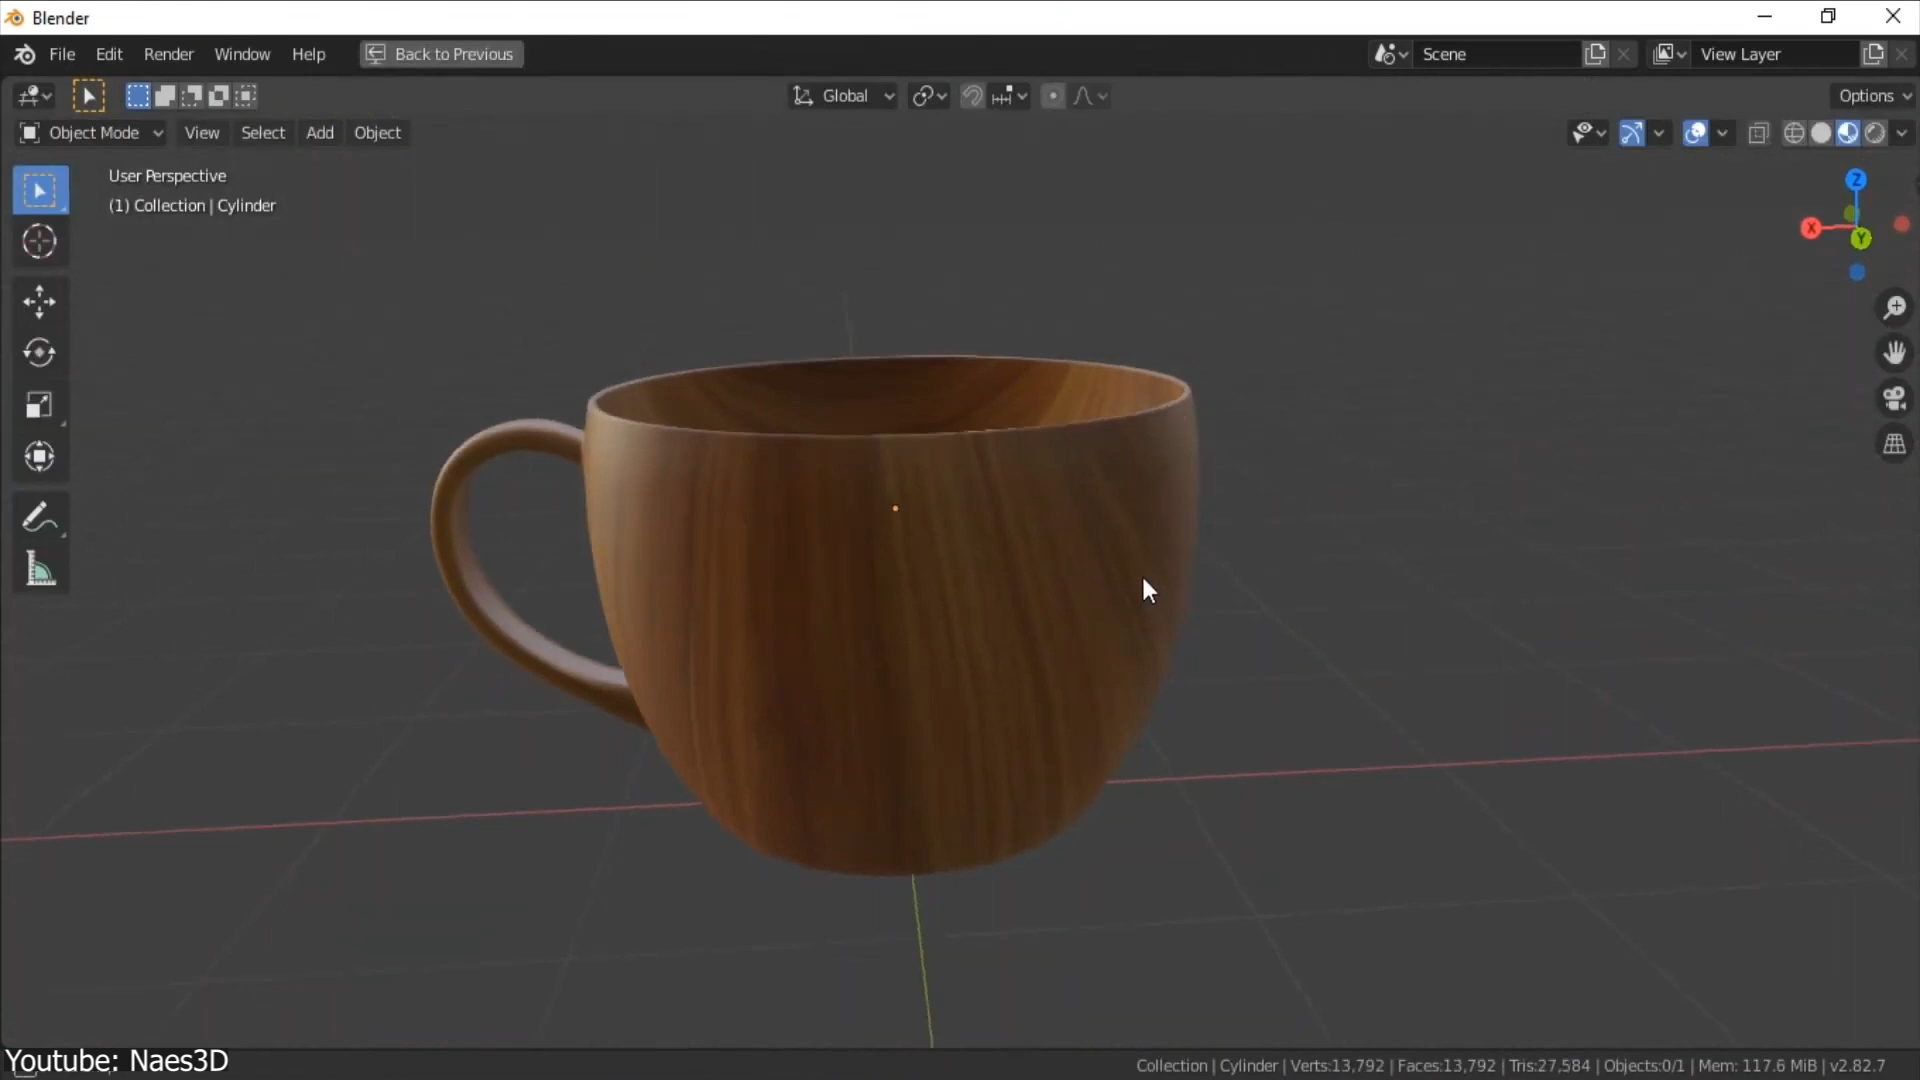 Blender
File Edit Render Window Help Back to Previous Scene View Layer
Global Options
Object Mode View Select Add Object
User Perspective
(1) Collection | Cylinder
Z
X
Y
Youtube: Naes3D
Collection | Cylinder | Verts:13,792 | Faces:13,792 | Tris:27,584 | Objects:0/1 | Mem: 117.6 MiB | v2.82.7